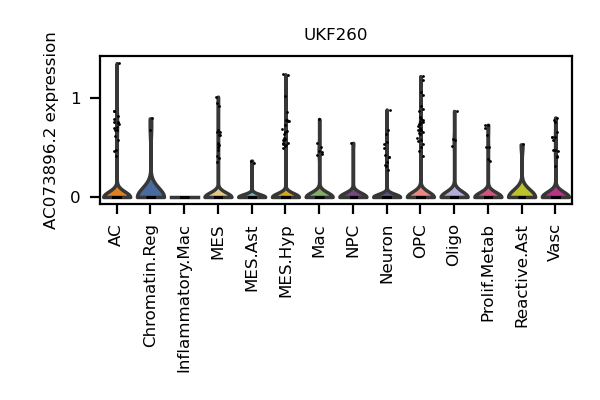 UKF260
AC073896.2 expression
1
0
AC
Chromatin.Reg
Inflammatory.Mac
MES
MES.Ast
MES.Hyp
Mac
NPC
Neuron
OPC
Oligo
Prolif.Metab
Reactive.Ast
Vasc